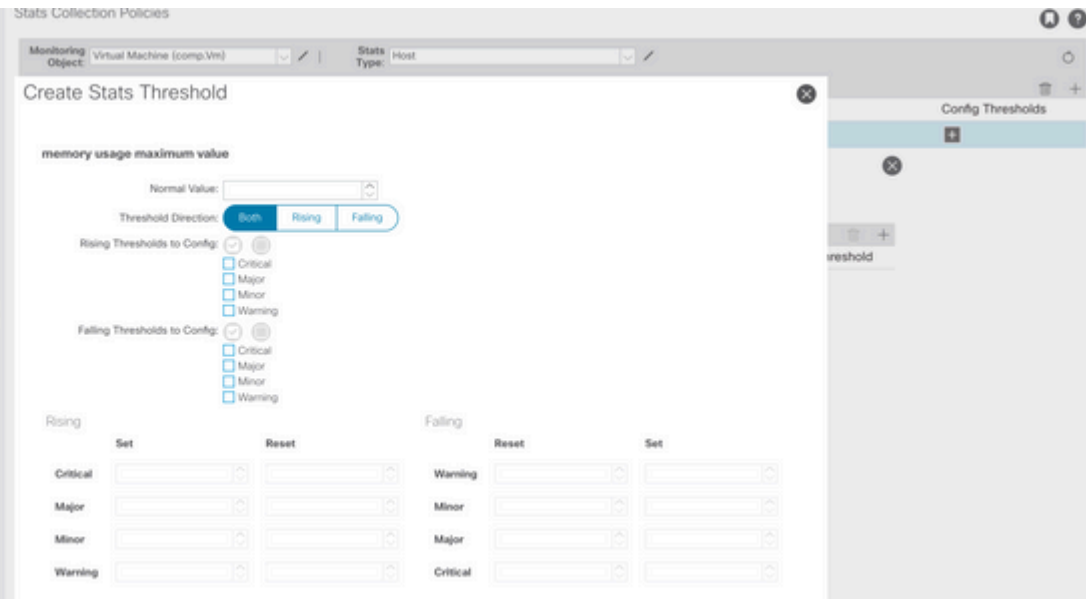 Stats Collection Policies
Monitoring Object: Virtual Machine (comp.Vm) Stats Type: Host
Create Stats Threshold
Config Thresholds
memory usage maximum value
Normal Value:
Threshold Direction: Both Rising Falling
Rising Thresholds to Config:
reshold
Critical
Major
Minor
Warning
Falling Thresholds to Config:
Critical
Major
Minor
Warning
Rising Falling
Set Reset Reset Set
Critical Warning
Major Minor
Minor Major
Warning Critical